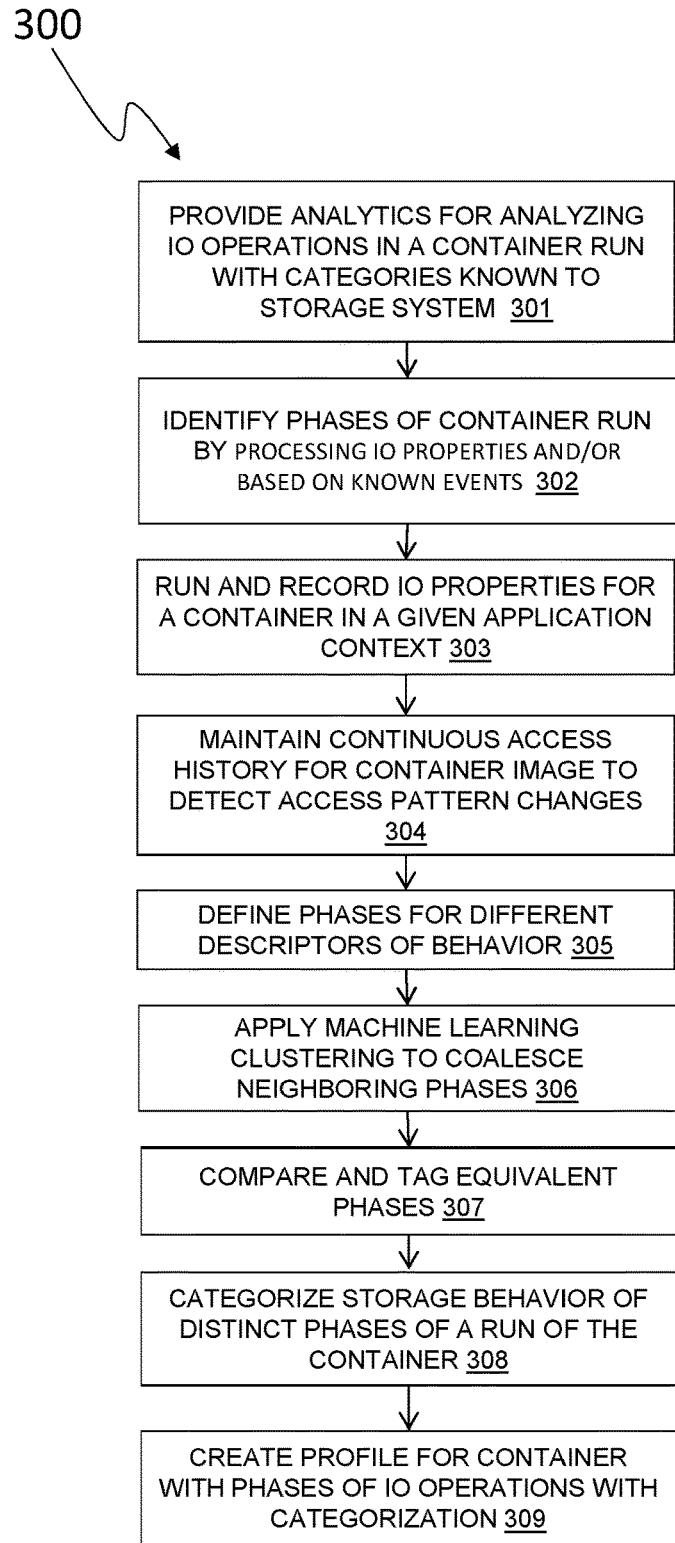 300
PROVIDE ANALYTICS FOR ANALYZING
IO OPERATIONS IN A CONTAINER RUN
WITH CATEGORIES KNOWN TO
STORAGE SYSTEM 301
IDENTIFY PHASES OF CONTAINER RUN
BY PROCESSING IO PROPERTIES AND/OR
BASED ON KNOWN EVENTS 302
RUN AND RECORD IO PROPERTIES FOR
A CONTAINER IN A GIVEN APPLICATION
CONTEXT 303
MAINTAIN CONTINUOUS ACCESS
HISTORY FOR CONTAINER IMAGE TO
DETECT ACCESS PATTERN CHANGES
304
DEFINE PHASES FOR DIFFERENT
DESCRIPTORS OF BEHAVIOR 305
APPLY MACHINE LEARNING
CLUSTERING TO COALESCE
NEIGHBORING PHASES 306
COMPARE AND TAG EQUIVALENT
PHASES 307
CATEGORIZE STORAGE BEHAVIOR OF
DISTINCT PHASES OF A RUN OF THE
CONTAINER 308
CREATE PROFILE FOR CONTAINER
WITH PHASES OF IO OPERATIONS WITH
CATEGORIZATION 309